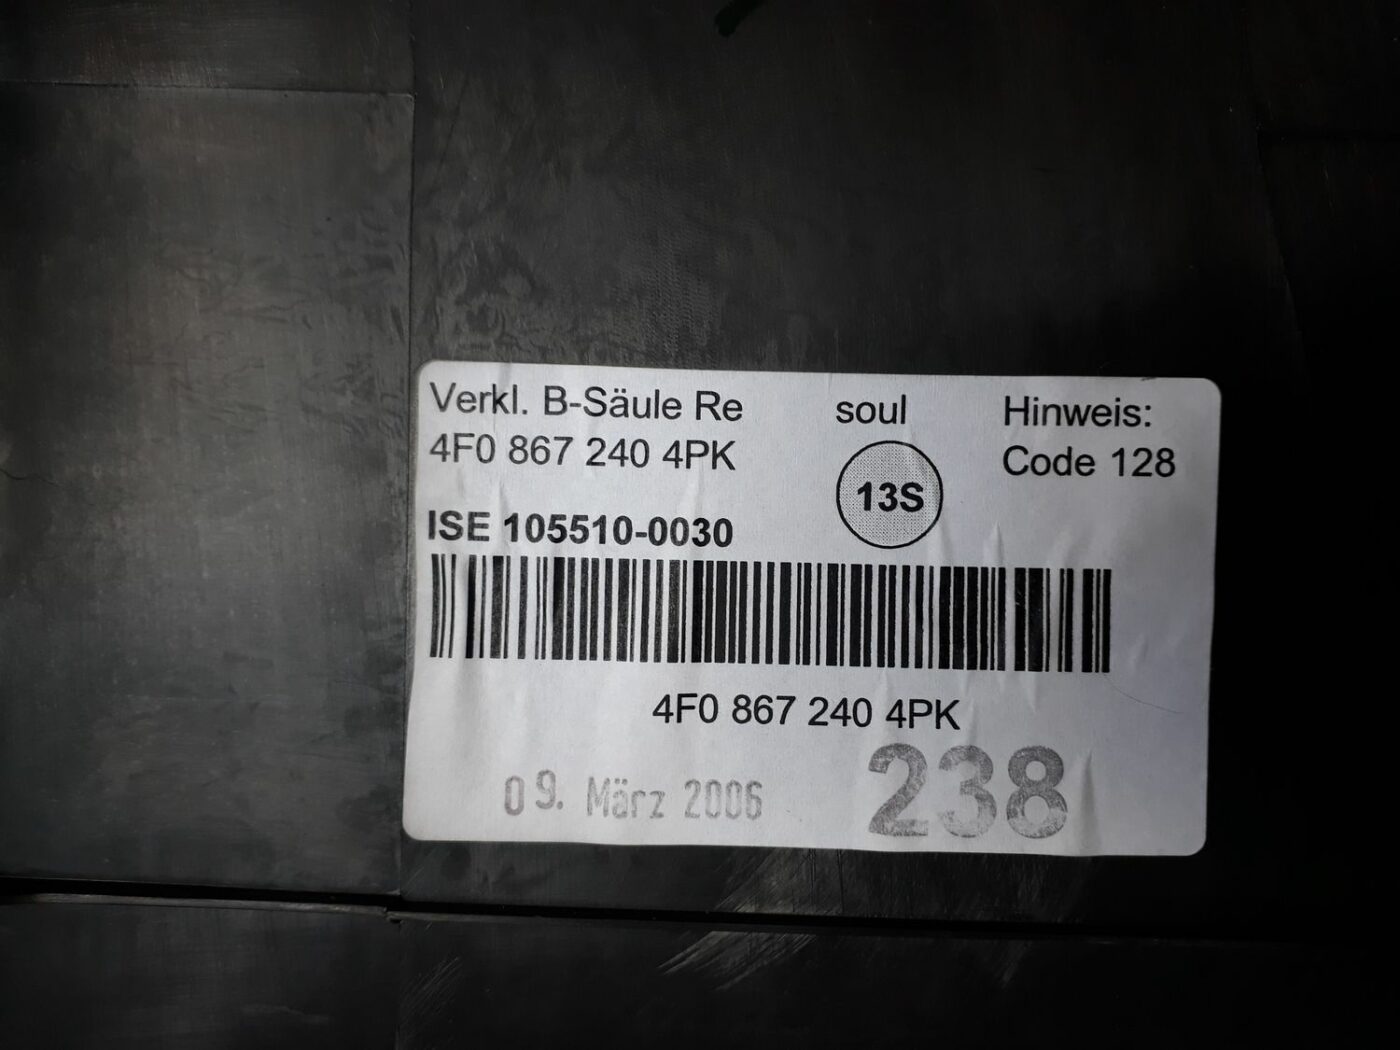 Verkl. B-Säule Re
4F0 867 240 4PK
ISE 105510-0030
soul
13S
Hinweis:
Code 128
4F0 867 240 4PK
09. März 2006
238